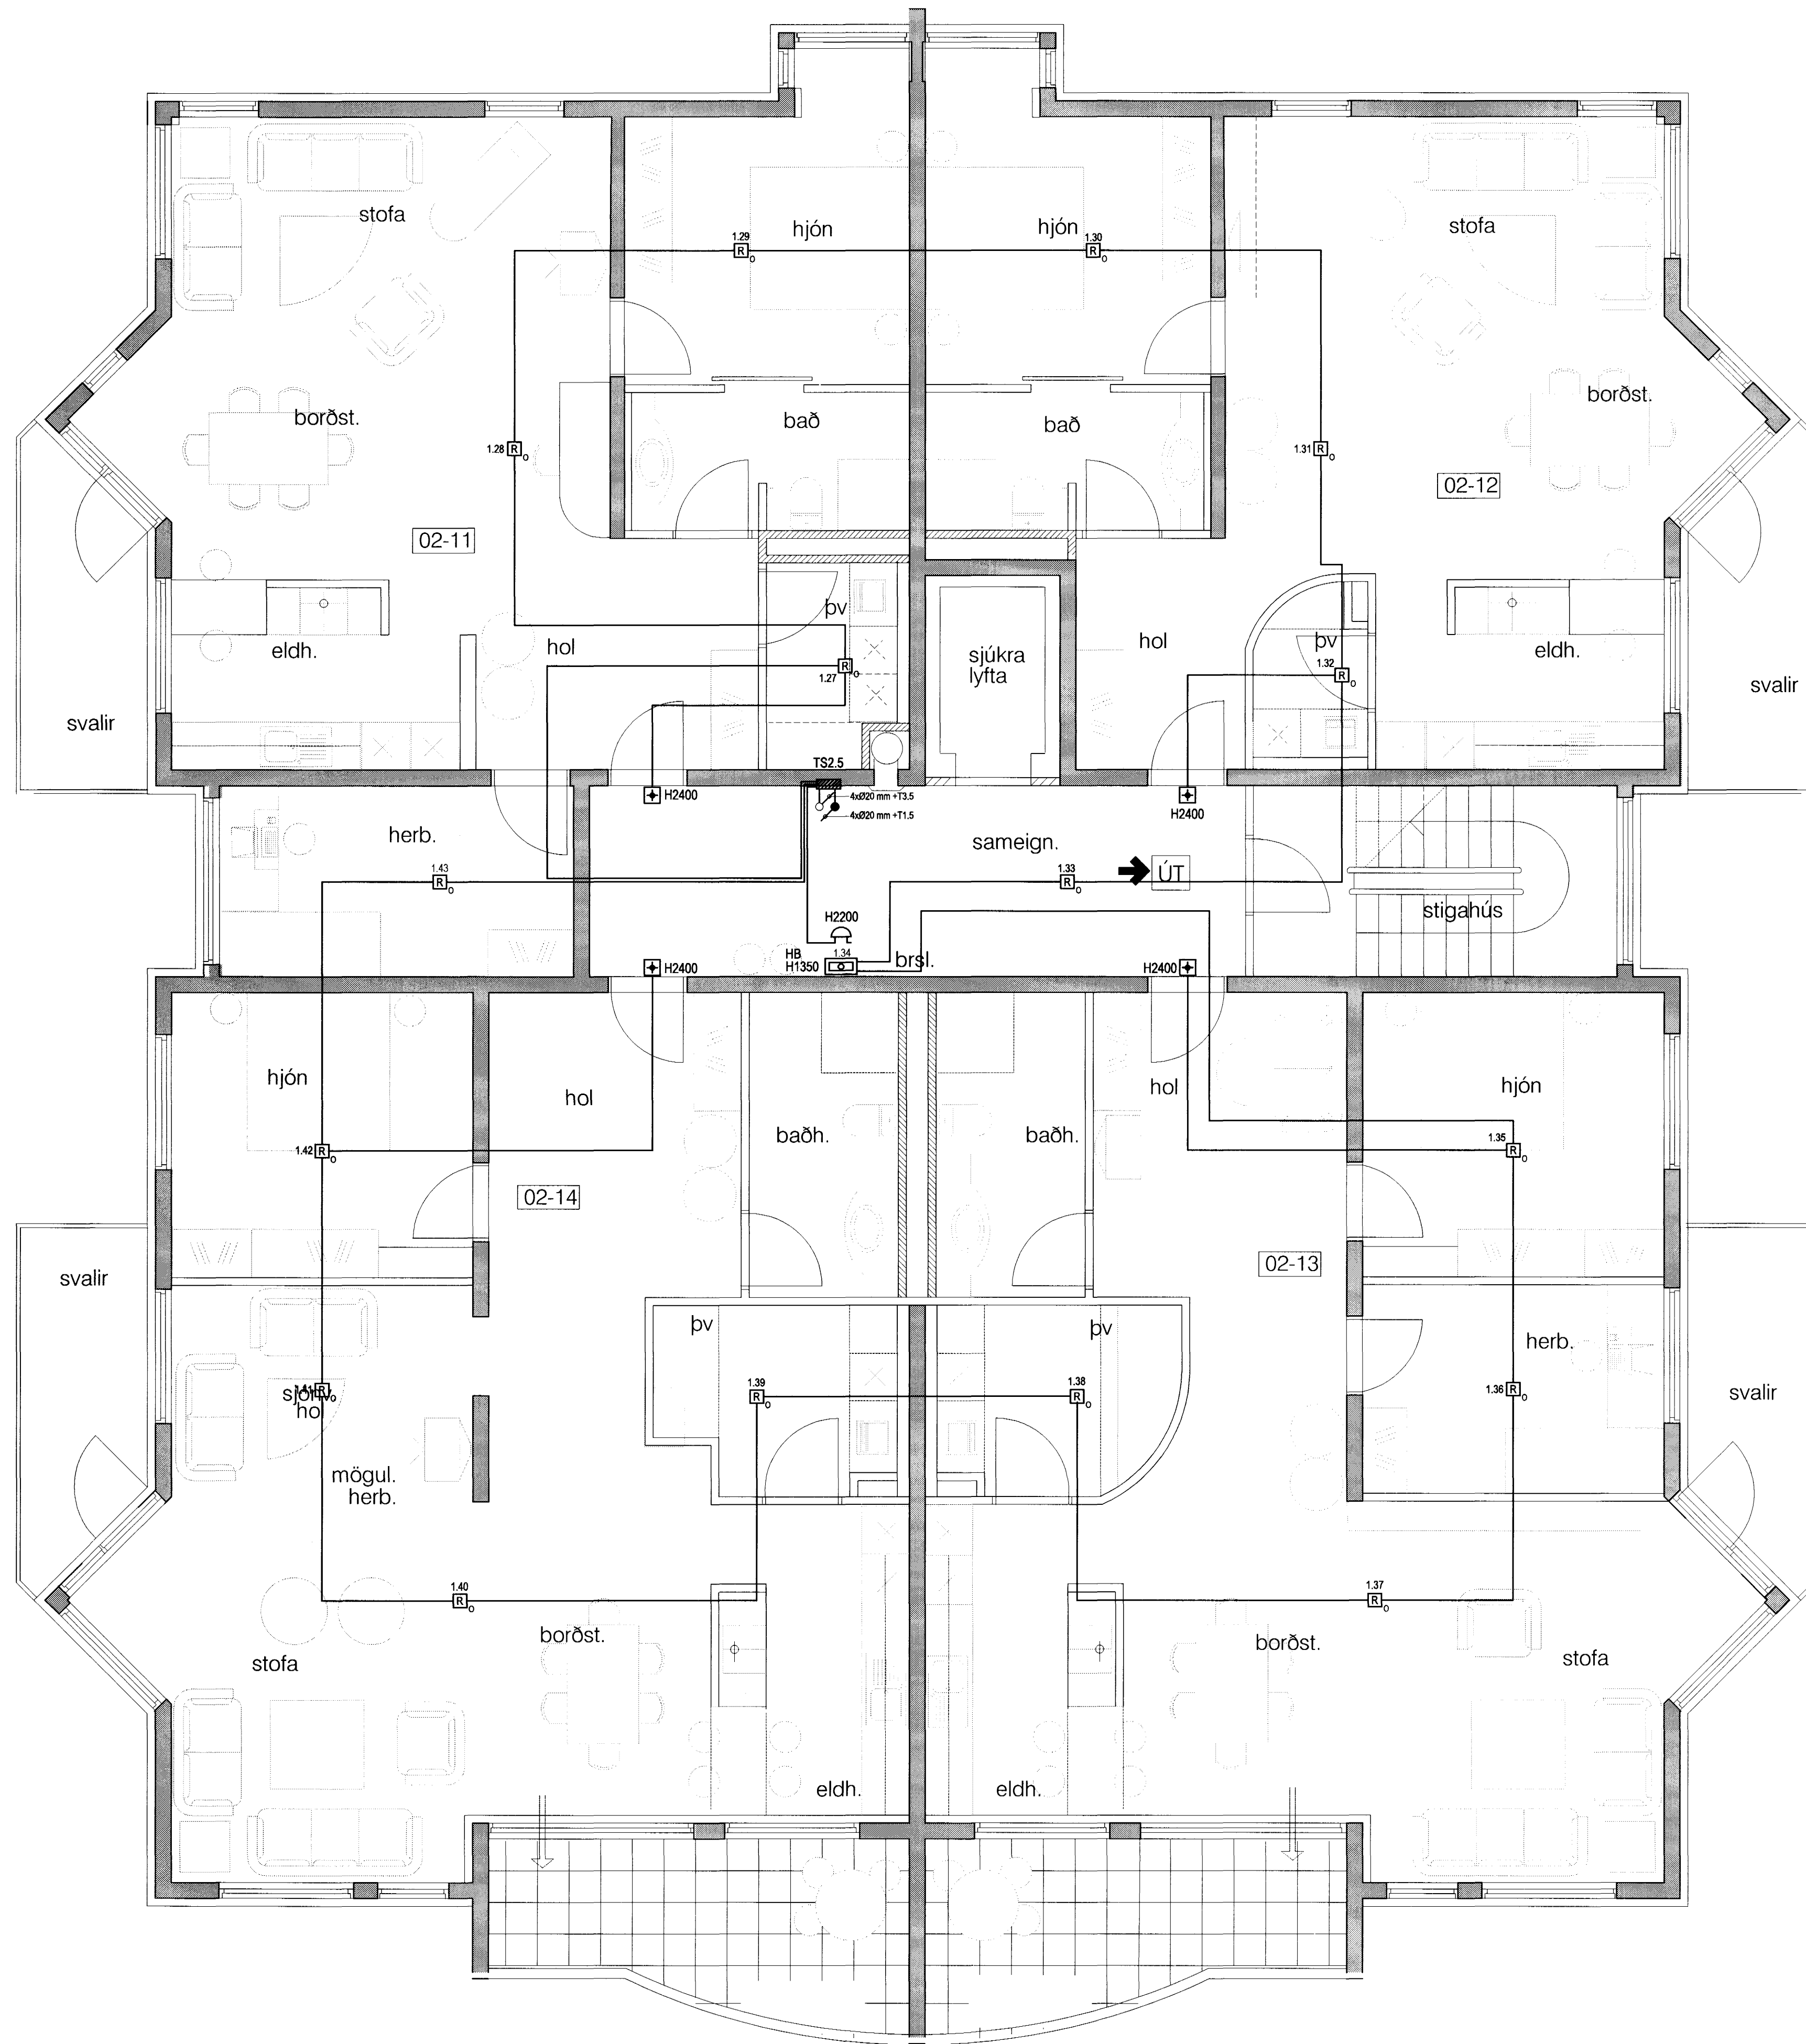 stofa
hjón
hjón
stofa
1.29
R
O
1.30
R
O
borðst.
bað
bað
borðst.
1.28
R
O
1.31
R
O
02-12
02-11
þv
eldh.
hol
sjúkra
lyfta
hol
þv
eldh.
1.27
R
O
1.32
R
O
svalir
svalir
TS2.5
H2400
4xØ20 mm +T3.5
4xØ20 mm +T1.5
H2400
herb.
sameign.
1.43
R
O
1.33
R
O
ÚT
stigahús
H2200
HB
H1350
1.34
brsl.
H2400
H2400
hjón
hol
hol
hjón
baðh.
baðh.
1.42
R
O
1.35
R
O
02-14
02-13
svalir
þv
þv
herb.
1.41
R
O
sjónv.
hol
1.39
R
O
1.38
R
O
1.36
R
O
svalir
mögul.
herb.
1.40
R
O
1.37
R
O
borðst.
borðst.
stofa
stofa
eldh.
eldh.